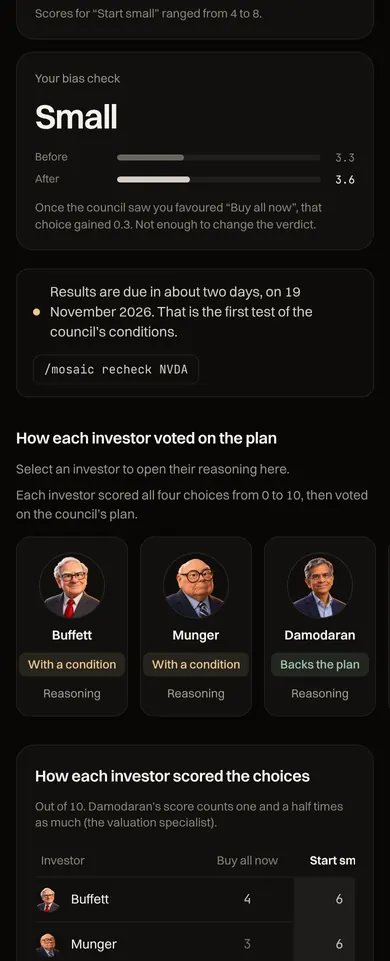 Scores for “Start small” ranged from 4 to 8.
Your bias check
Small
Before 3.3
After 3.6
Once the council saw you favoured “Buy all now”, that
choice gained 0.3. Not enough to change the verdict.
Results are due in about two days, on 19
November 2026. That is the first test of the
council’s conditions.
/mosaic recheck NVDA
How each investor voted on the plan
Select an investor to open their reasoning here.
Each investor scored all four choices from 0 to 10, then voted
on the council’s plan.
Buffett Munger Damodaran
With a condition With a condition Backs the plan
Reasoning Reasoning Reasoning
How each investor scored the choices
Out of 10. Damodaran’s score counts one and a half times
as much (the valuation specialist).
Investor Buy all now Start sm
Buffett 4 6
Munger 3 6